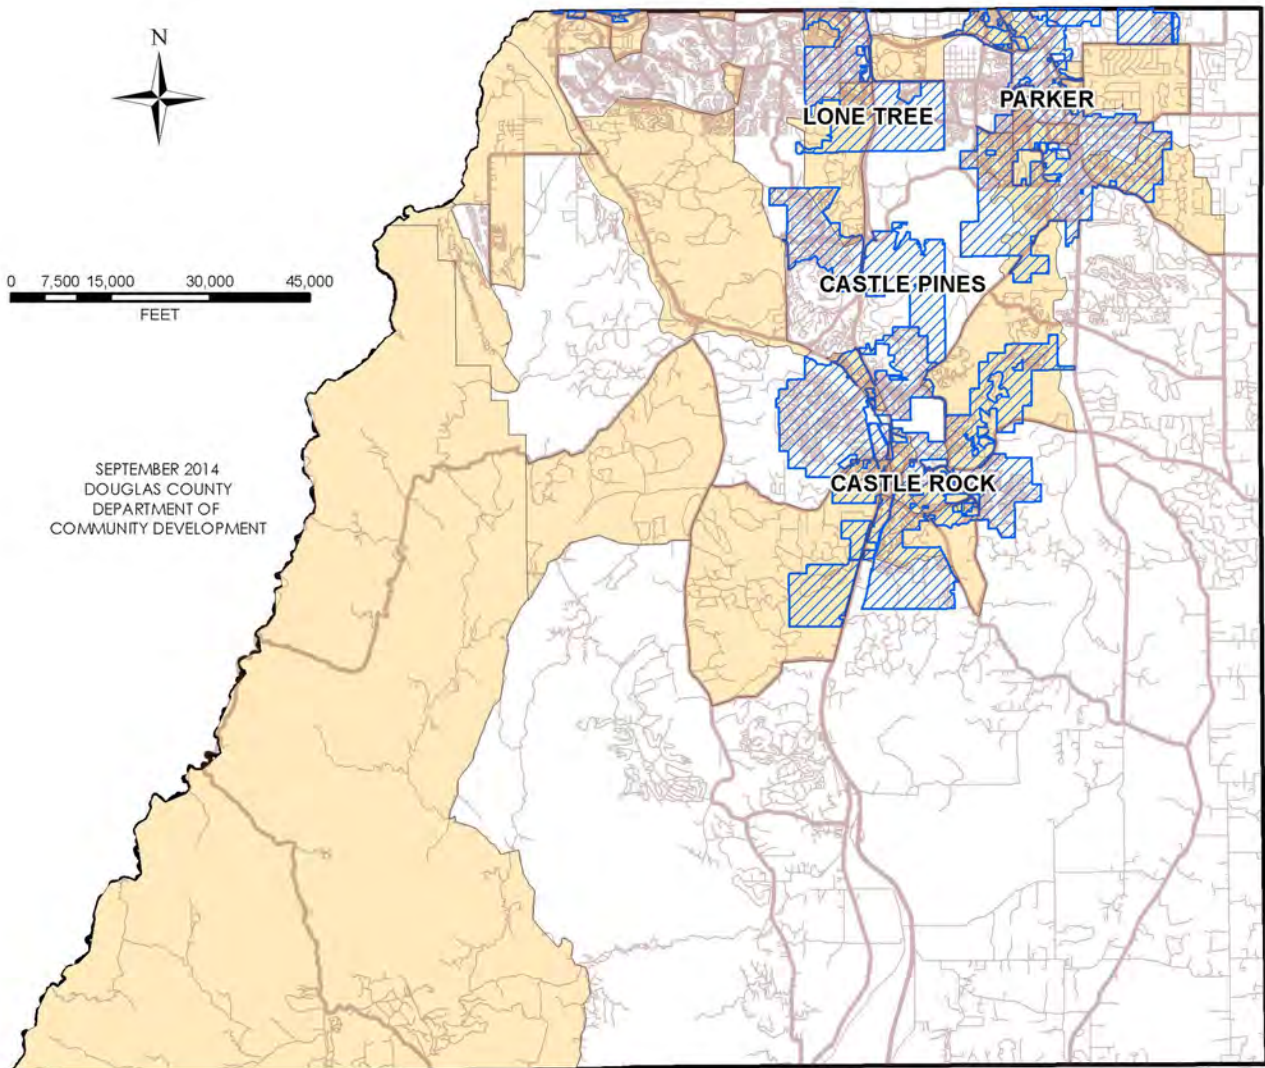 N
PARKER
LONE TREE
CASTLE PINES
0 7,500 15,000 30,000 45,000
FEET
SEPTEMBER 2014
DOUGLAS COUNTY
DEPARTMENT OF
COMMUNITY DEVELOPMENT
CASTLE ROCK